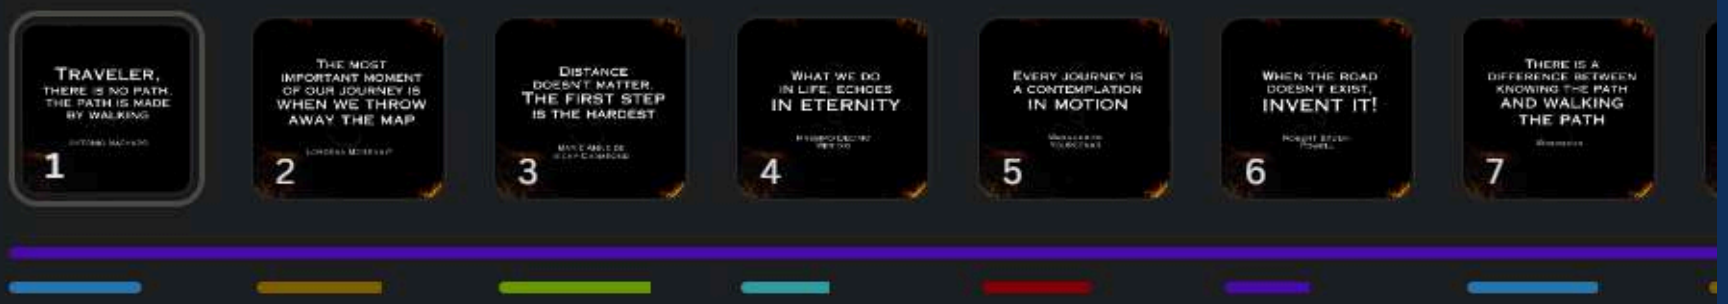 TRAVELER,
THERE IS NO PATH.
THE PATH IS MADE
BY WALKING
ANTONIO MACHADO
1
THE MOST
IMPORTANT MOMENT
OF OUR JOURNEY IS
WHEN WE THROW
AWAY THE MAP
2
DISTANCE
DOESN'T MATTER.
THE FIRST STEP
IS THE HARDEST
3
WHAT WE DO
IN LIFE, ECHOES
IN ETERNITY
4
EVERY JOURNEY IS
A CONTEMPLATION
IN MOTION
5
WHEN THE ROAD
DOESN'T EXIST,
INVENT IT!
6
THERE IS A
DIFFERENCE BETWEEN
KNOWING THE PATH
AND WALKING
THE PATH
7